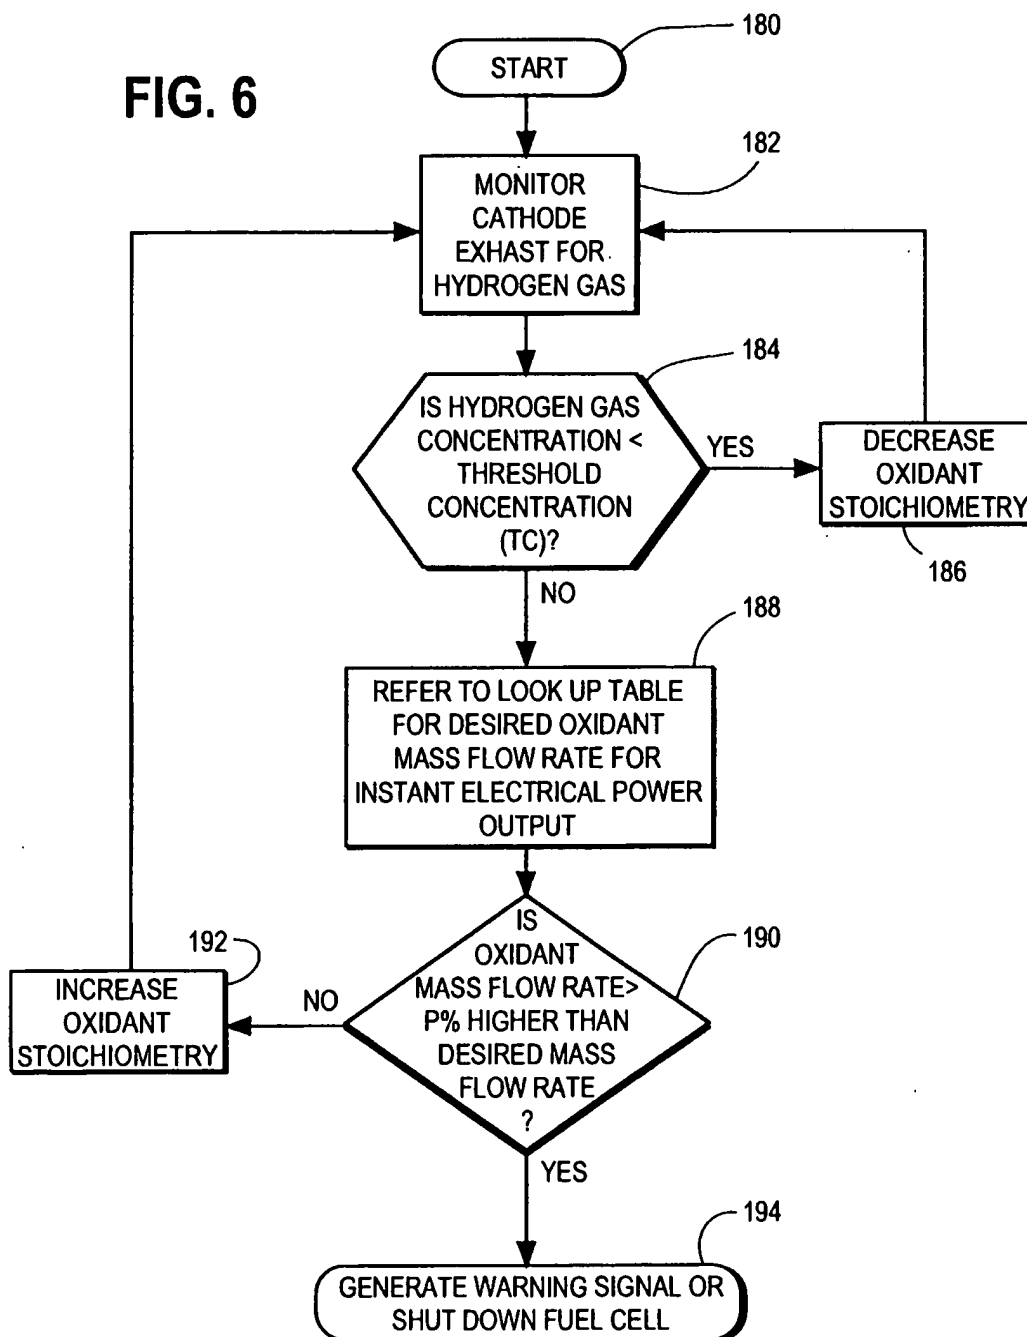 180
START
FIG. 6
182
MONITOR
CATHODE
EXHAST FOR
HYDROGEN GAS
184
IS HYDROGEN GAS
CONCENTRATION <
THRESHOLD
CONCENTRATION
(TC)?
YES
DECREASE
OXIDANT
STOICHIOMETRY
186
NO
188
REFER TO LOOK UP TABLE
FOR DESIRED OXIDANT
MASS FLOW RATE FOR
INSTANT ELECTRICAL POWER
OUTPUT
190
IS
OXIDANT
MASS FLOW RATE>
P% HIGHER THAN
DESIRED MASS
FLOW RATE
?
192
NO
INCREASE
OXIDANT
STOICHIOMETRY
YES
194
GENERATE WARNING SIGNAL OR
SHUT DOWN FUEL CELL